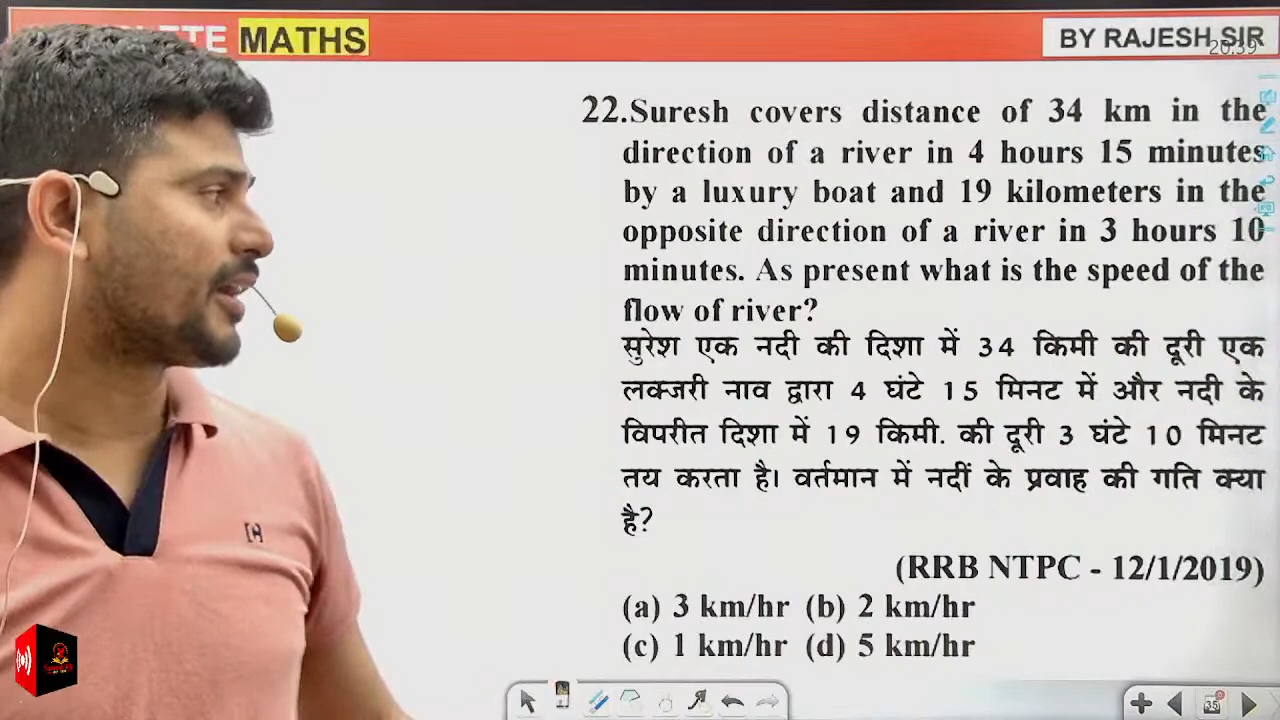 MATHS
BY RAJESH SIR
20:39
22.Suresh covers distance of 34 km in the
direction of a river in 4 hours 15 minutes
by a luxury boat and 19 kilometers in the
opposite direction of a river in 3 hours 10
minutes. As present what is the speed of the
flow of river?
सुरेश एक नदी की दिशा में 34 किमी की दूरी एक
लक्जरी नाव द्वारा 4 घंटे 15 मिनट में और नदी के
विपरीत दिशा में 19 किमी. की दूरी 3 घंटे 10 मिनट
तय करता है। वर्तमान में नदीं के प्रवाह की गति क्या
है?
(RRB NTPC - 12/1/2019)
(a) 3 km/hr (b) 2 km/hr
(c) 1 km/hr (d) 5 km/hr
35